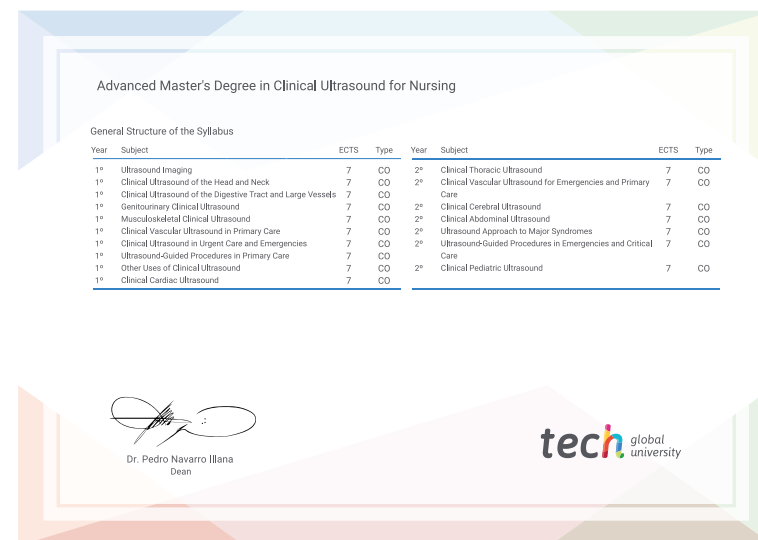 Advanced Master's Degree in Clinical Ultrasound for Nursing
General Structure of the Syllabus
Year Subject ECTS Type
1º Ultrasound Imaging 7 CO
1º Clinical Ultrasound of the Head and Neck 7 CO
1º Clinical Ultrasound of the Digestive Tract and Large Vessels 7 CO
1º Genitourinary Clinical Ultrasound 7 CO
1º Musculoskeletal Clinical Ultrasound 7 CO
1º Clinical Vascular Ultrasound in Primary Care 7 CO
1º Clinical Ultrasound in Urgent Care and Emergencies 7 CO
1º Ultrasound-Guided Procedures in Primary Care 7 CO
1º Other Uses of Clinical Ultrasound 7 CO
1º Clinical Cardiac Ultrasound 7 CO
Year Subject ECTS Type
2º Clinical Thoracic Ultrasound 7 CO
2º Clinical Vascular Ultrasound for Emergencies and Primary 7 CO
Care
2º Clinical Cerebral Ultrasound 7 CO
2º Clinical Abdominal Ultrasound 7 CO
2º Ultrasound Approach to Major Syndromes 7 CO
2º Ultrasound-Guided Procedures in Emergencies and Critical 7 CO
Care
2º Clinical Pediatric Ultrasound 7 CO
Dr. Pedro Navarro Illana
Dean
tech global
university